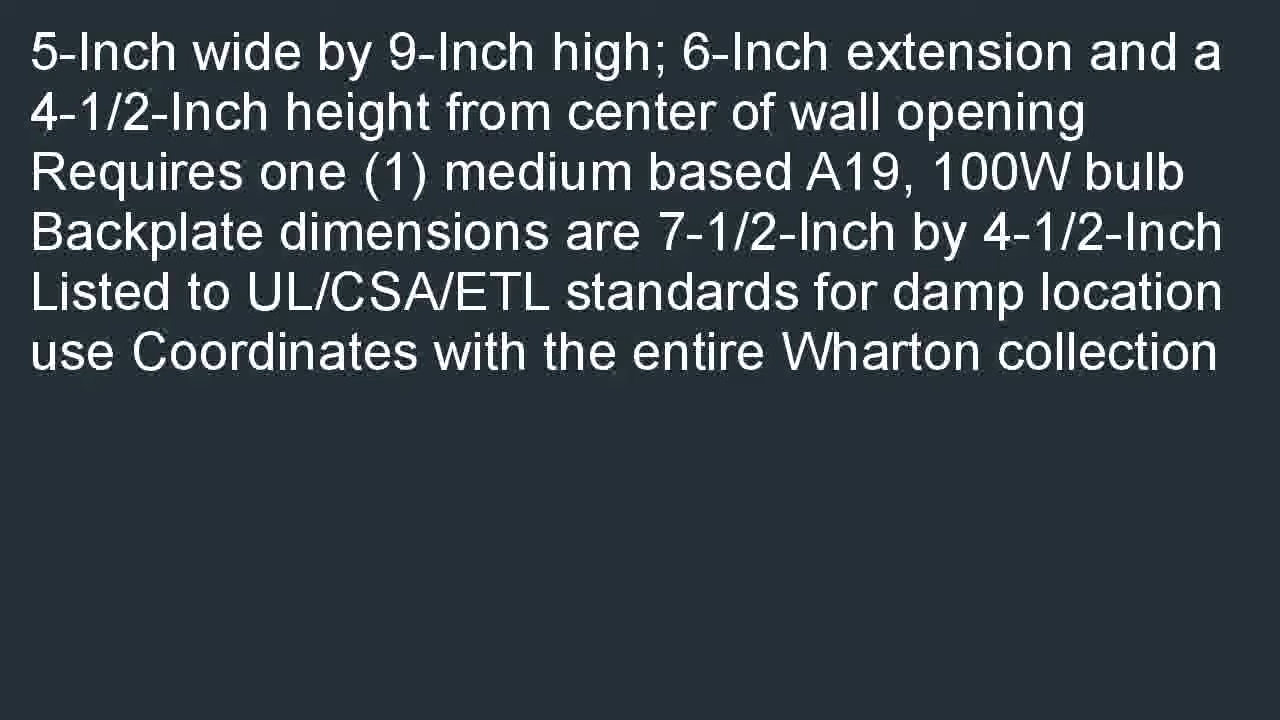 5-Inch wide by 9-Inch high; 6-Inch extension and a
4-1/2-Inch height from center of wall opening
Requires one (1) medium based A19, 100W bulb
Backplate dimensions are 7-1/2-Inch by 4-1/2-Inch
Listed to UL/CSA/ETL standards for damp location
use Coordinates with the entire Wharton collection